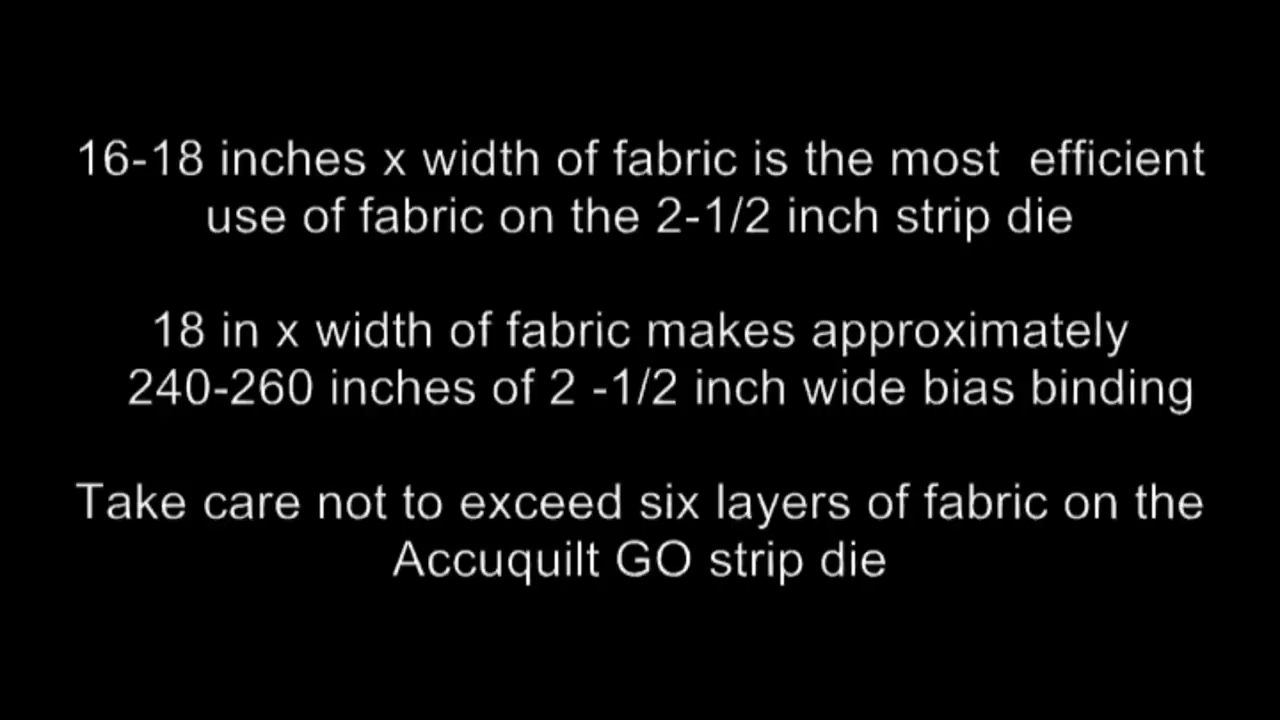 16-18 inches x width of fabric is the most  efficient
use of fabric on the 2-1/2 inch strip die
18 in x width of fabric makes approximately
240-260 inches of 2 -1/2 inch wide bias binding
Take care not to exceed six layers of fabric on the
Accuquilt GO strip die